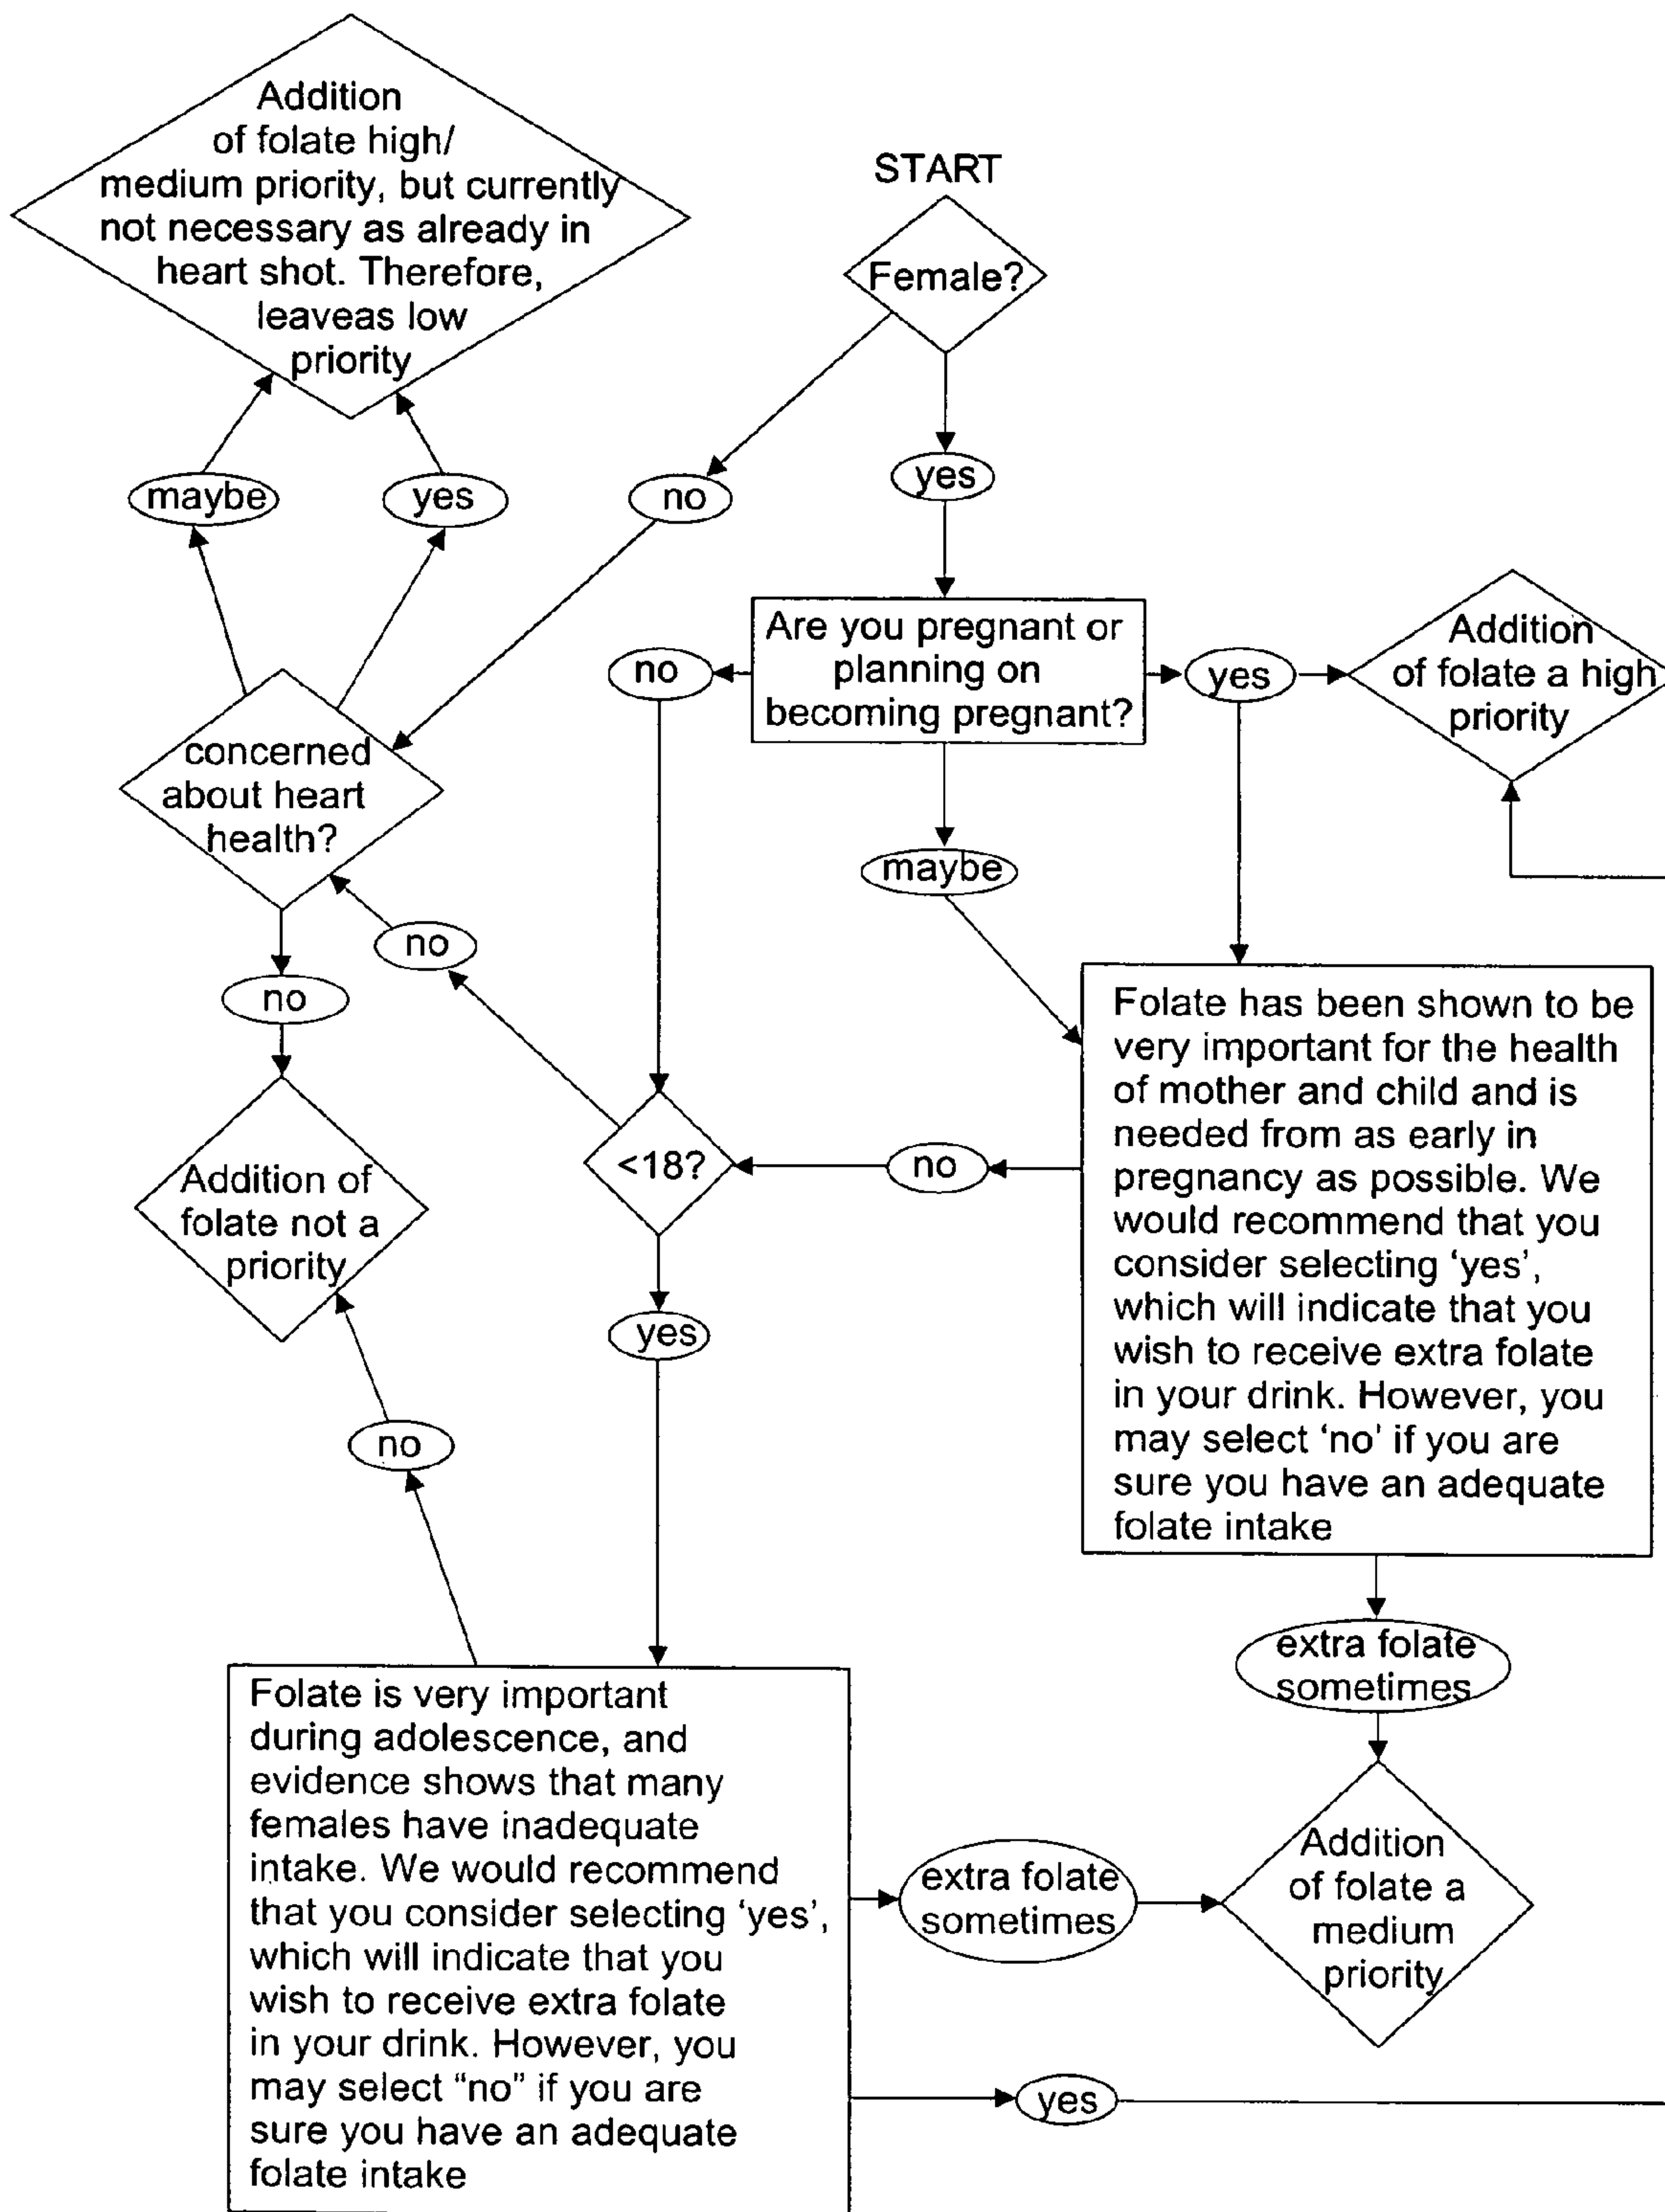 Addition
of folate high/
medium priority, but currently
not necessary as already in
heart shot. Therefore,
leaveas low
priority
START
Female?
maybe
yes
no
yes
Are you pregnant or
planning on
becoming pregnant?
no
yes
Addition
of folate a high
priority
concerned
about heart
health?
maybe
no
no
Folate has been shown to be
very important for the health
of mother and child and is
needed from as early in
pregnancy as possible. We
would recommend that you
consider selecting ‘yes’,
which will indicate that you
wish to receive extra folate
in your drink. However, you
may select ‘no’ if you are
sure you have an adequate
folate intake
<18?
no
Addition of
folate not a
priority
yes
no
extra folate
sometimes
Folate is very important
during adolescence, and
evidence shows that many
females have inadequate
intake. We would recommend
that you consider selecting ‘yes’,
which will indicate that you
wish to receive extra folate
in your drink. However, you
may select “no” if you are
sure you have an adequate
folate intake
extra folate
sometimes
Addition
of folate a
medium
priority
yes